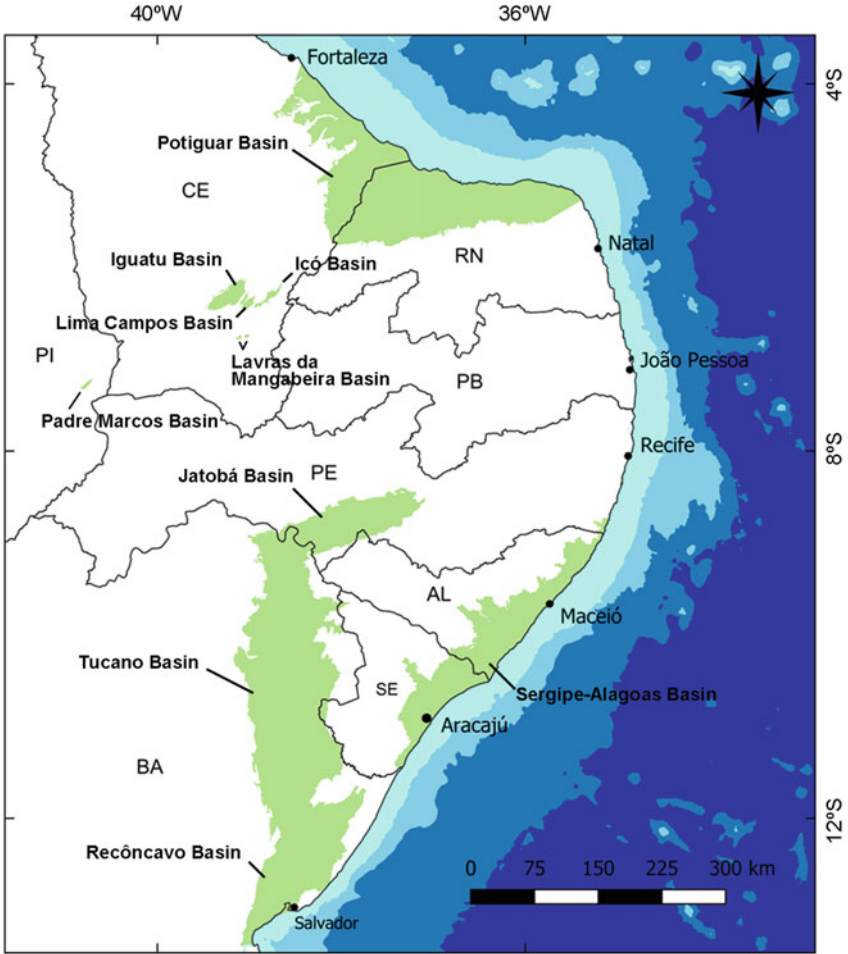 40ºW
36ºW
Fortaleza
4ºS
Potiguar Basin
CE
Natal
Iguatu Basin
Icó Basin
RN
Lima Campos Basin
PI
Lavras da
Mangabeira Basin
João Pessoa
PB
Padre Marcos Basin
Recife
8ºS
Jatobá Basin
PE
AL
Maceió
Tucano Basin
SE
Sergipe-Alagoas Basin
Aracajú
BA
12ºS
Recôncavo Basin
0 75 150 225 300 km
Salvador